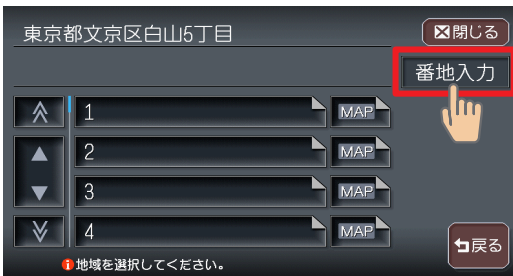 東京都文京区白山5丁目
閉じる
番地入力
1 MAP
2 MAP
3 MAP
4 MAP
戻る
地域を選択してください。